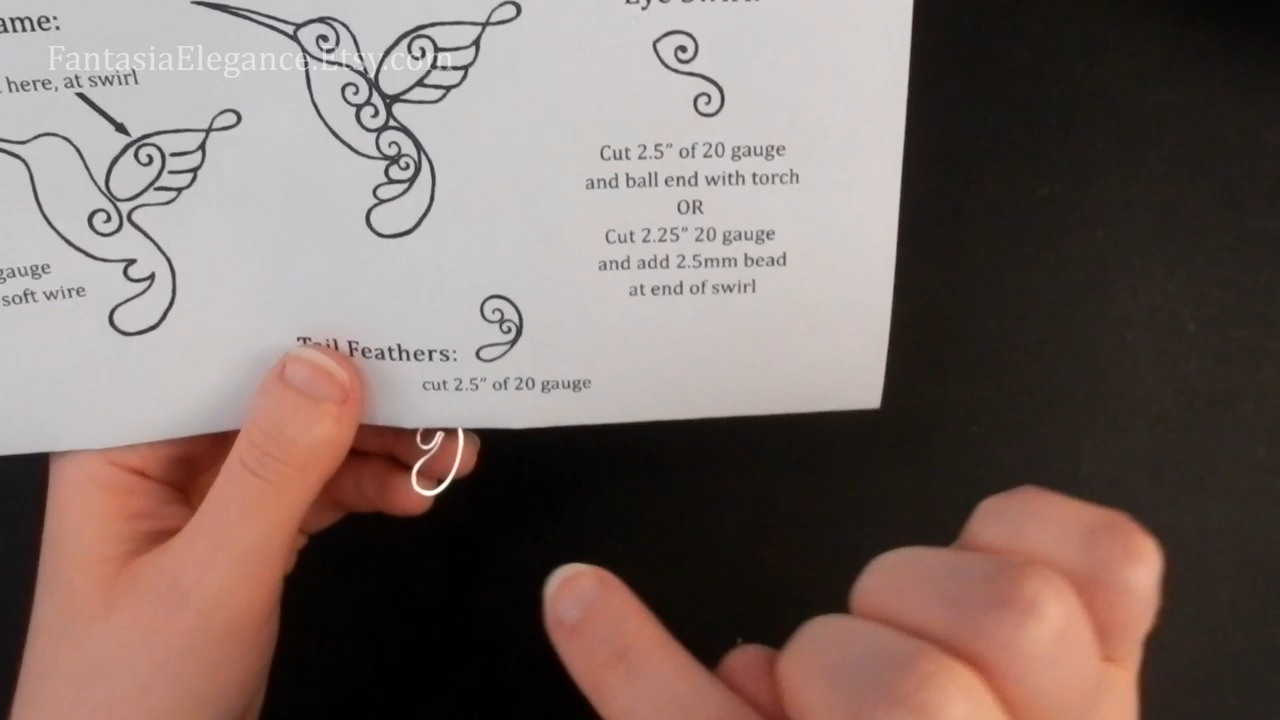 ame:
FantasiaElegance.Etsy.com
here, at swirl
gauge
soft wire
Cut 2.5" of 20 gauge
and ball end with torch
OR
Cut 2.25" 20 gauge
and add 2.5mm bead
at end of swirl
Tail Feathers:
cut 2.5" of 20 gauge